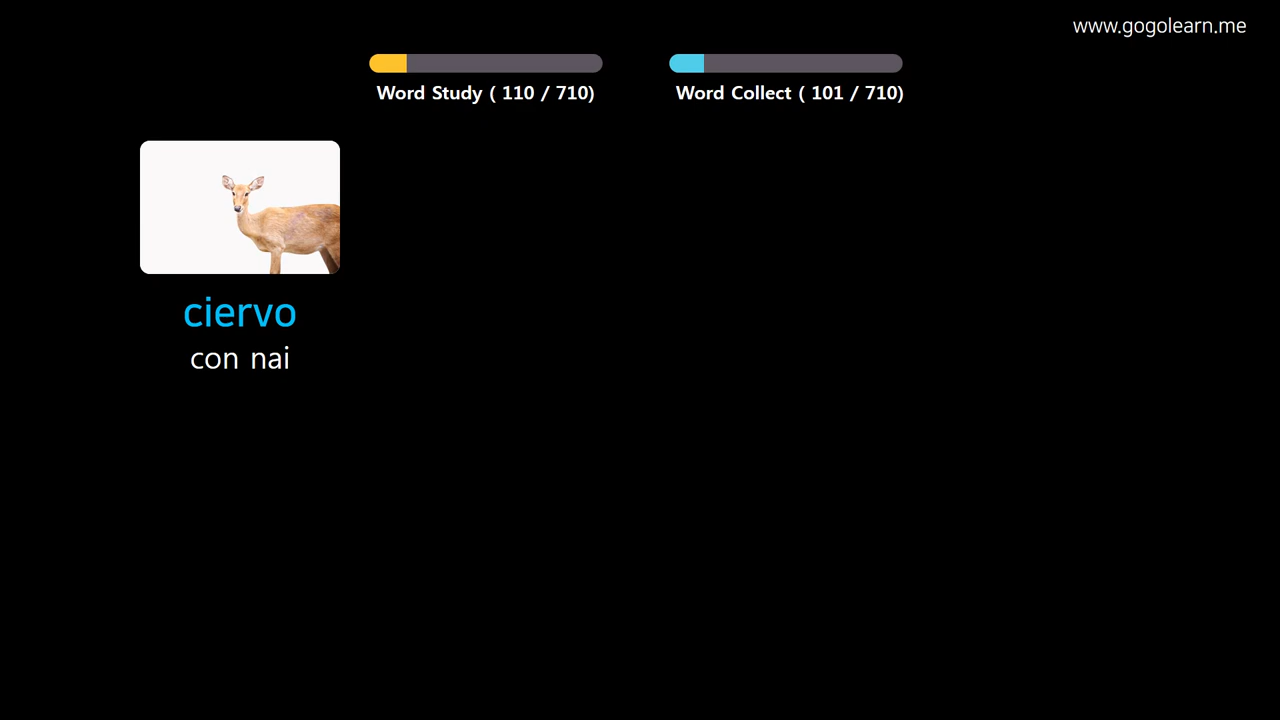 www.gogolearn.me
Word Study ( 110 / 710)
Word Collect ( 101 / 710)
ciervo
con nai